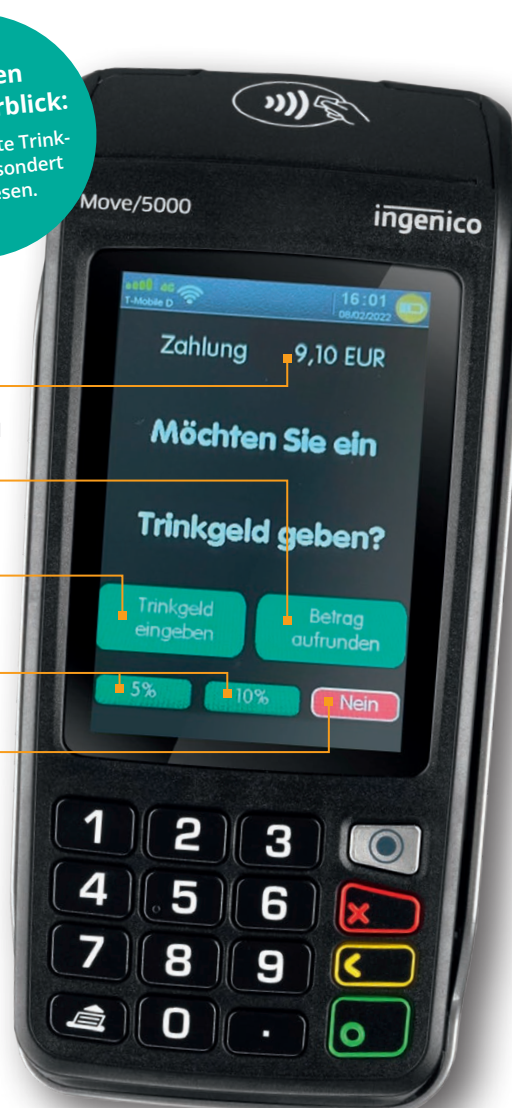 rblick:
te Trink-
sondert
Move/5000
ingenico
4G
T-Mobile D
16:01
08/02/2022
Zahlung 9,10 EUR
Möchten Sie ein
Trinkgeld geben?
Trinkgeld
eingeben
Betrag
aufrunden
5% 10% Nein
1 2 3
4 5 6
7 8 9
0 .